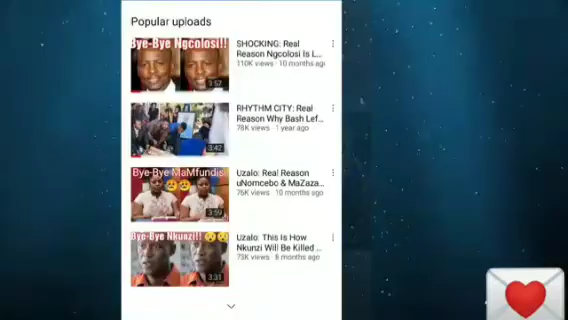 Popular uploads
Bye-Bye Ngcolosi!!
3:57
SHOCKING: Real
Reason Ngcolosi Is L...
110K views · 10 months ago
3:42
RHYTHM CITY: Real
Reason Why Bash Lef...
78K views · 1 year ago
Bye-Bye MaMfundisi
3:59
Uzalo: Real Reason
uNomcebo & MaZaza...
76K views · 10 months ago
Bye-Bye Nkunzi!!
3:31
Uzalo: This Is How
Nkunzi Will Be Killed ...
73K views · 8 months ago